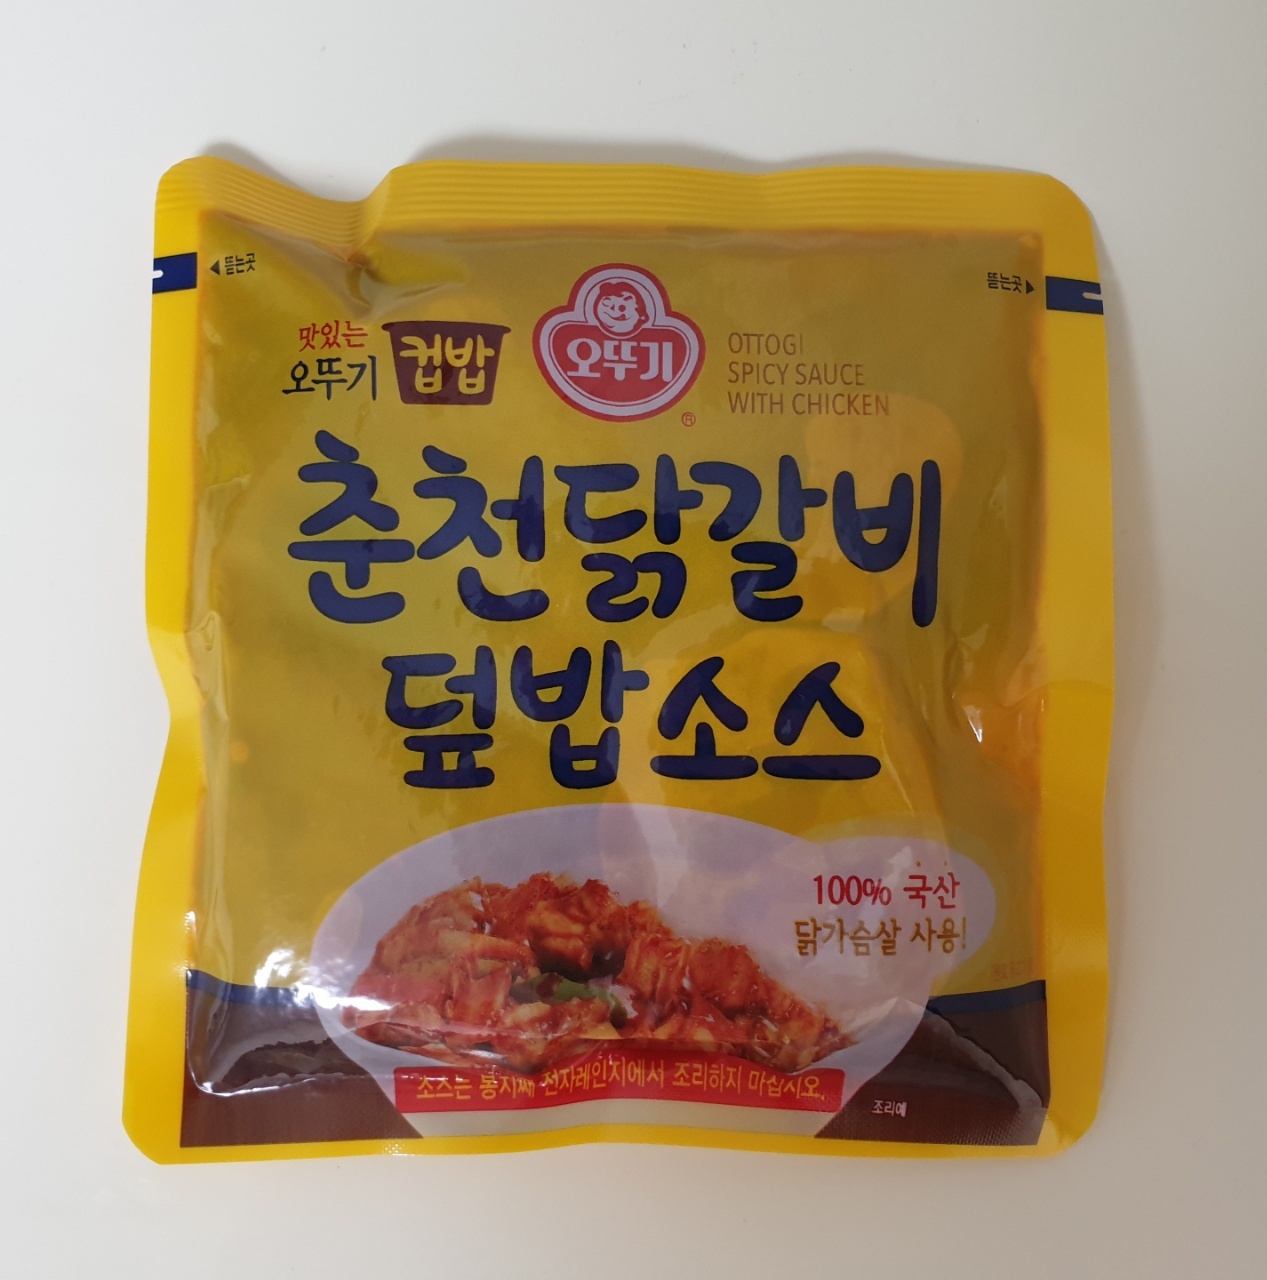 ◀뜯는곳
뜯는곳▶
맛있는
오뚜기 컵밥
오뚜기
®
OTTOGI
SPICY SAUCE
WITH CHICKEN
춘천닭갈비
덮밥소스
100% 국산
닭가슴살 사용!
소스는 봉지째 전자레인지에서 조리하지 마십시오.
조리예